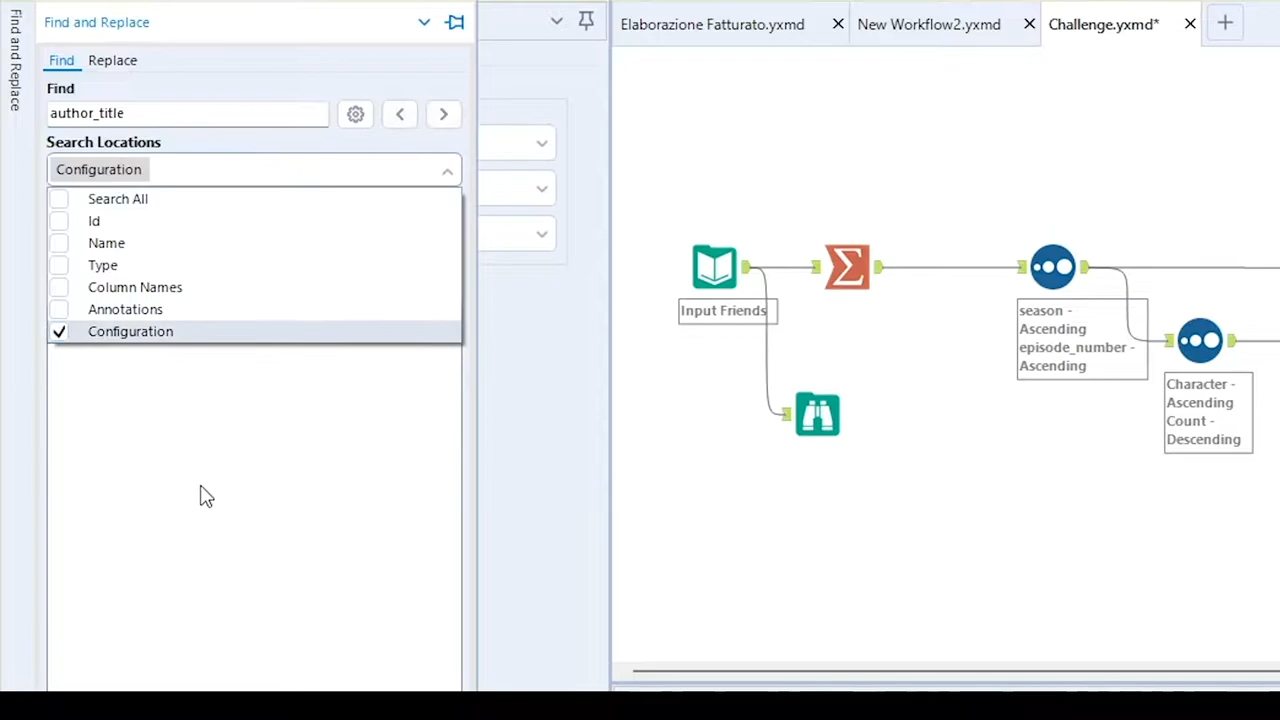 Find and Replace
Find and Replace
Find
Replace
Find
author_title
Search Locations
Configuration
Search All
Id
Name
Type
Column Names
Annotations
Configuration
Elaborazione Fatturato.yxmd
New Workflow2.yxmd
Challenge.yxmd*
Input Friends
season -
Ascending
episode_number -
Ascending
Character -
Ascending
Count -
Descending